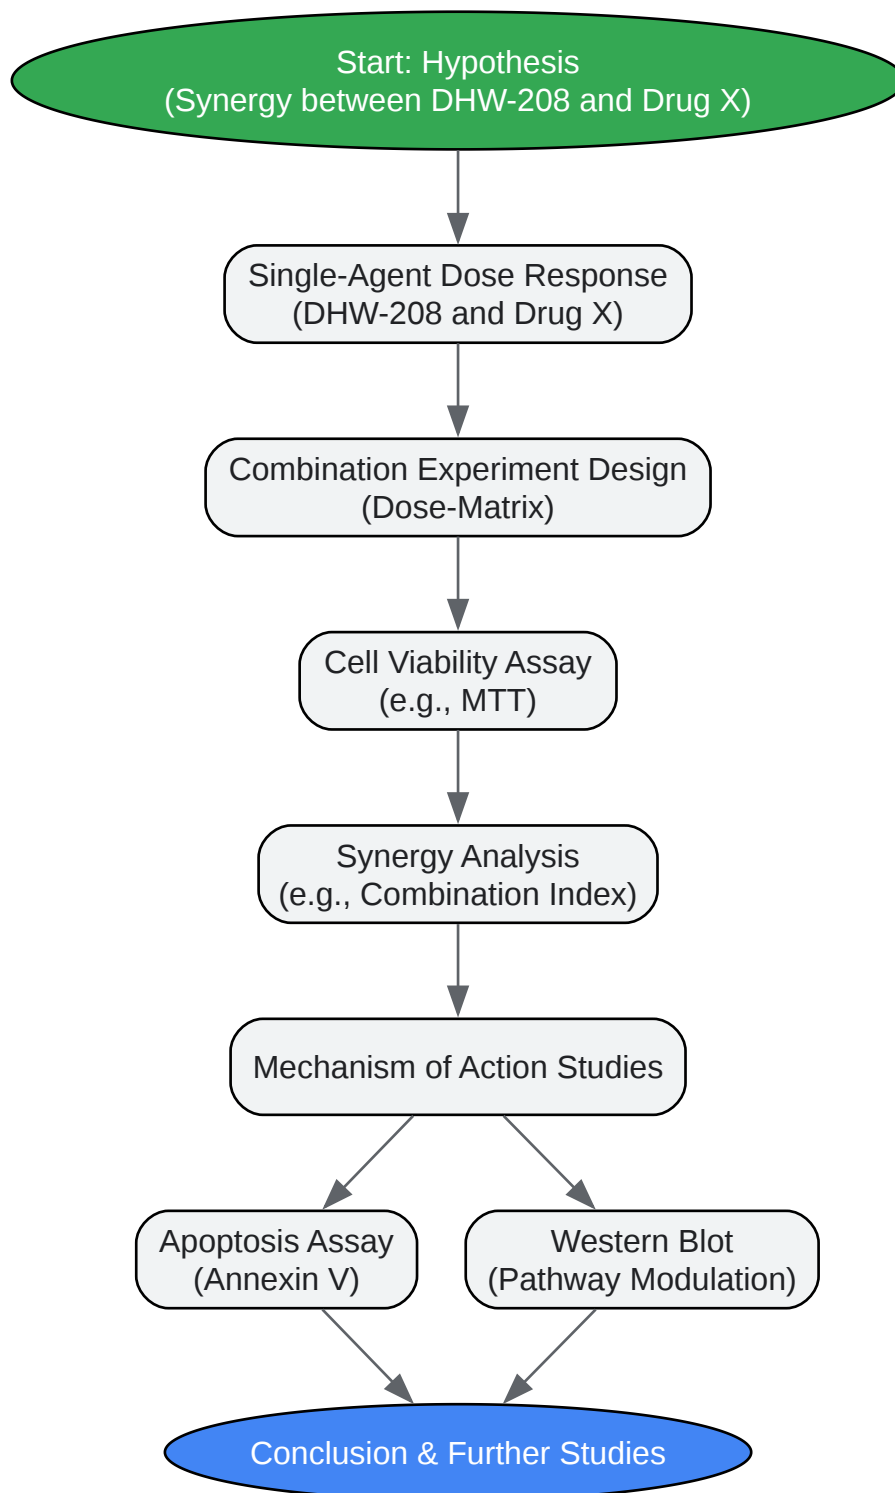 Start: Hypothesis
(Synergy between DHW-208 and Drug X)
Single-Agent Dose Response
(DHW-208 and Drug X)
Combination Experiment Design
(Dose-Matrix)
Cell Viability Assay
(e.g., MTT)
Synergy Analysis
(e.g., Combination Index)
Mechanism of Action Studies
Apoptosis Assay
(Annexin V)
Western Blot
(Pathway Modulation)
Conclusion & Further Studies